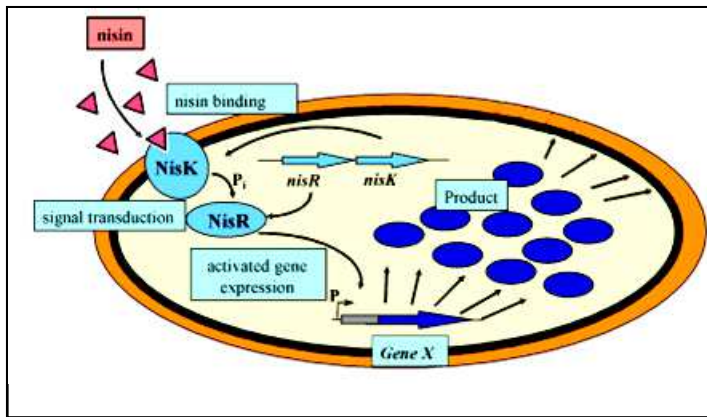 nisin
nisin binding
NisK
Pi
nisR nisK
Product
signal transduction
NisR
activated gene
expression
P
Gene X